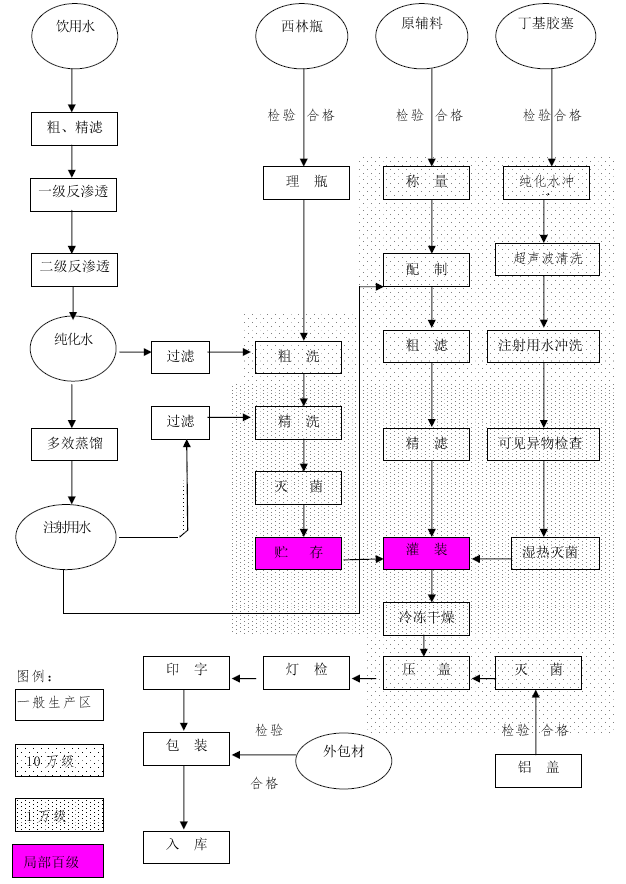 饮用水
西林瓶
原辅料
丁基胶塞
检验 合格
检验 合格
检验合格
粗、精滤
理 瓶
称 量
纯化水冲
一级反渗透
二级反渗透
配 制
超声波清洗
纯化水
过滤
粗 洗
粗 滤
注射用水冲洗
过滤
精 洗
多效蒸馏
精 滤
可见异物检查
灭 菌
注射用水
贮 存
灌 装
湿热灭菌
冷冻干燥
图例：
一般生产区
印 字
灯 检
压 盖
灭 菌
检验
合格
检验 合格
包 装
外包材
10万级
铝 盖
1万级
入 库
局部百级